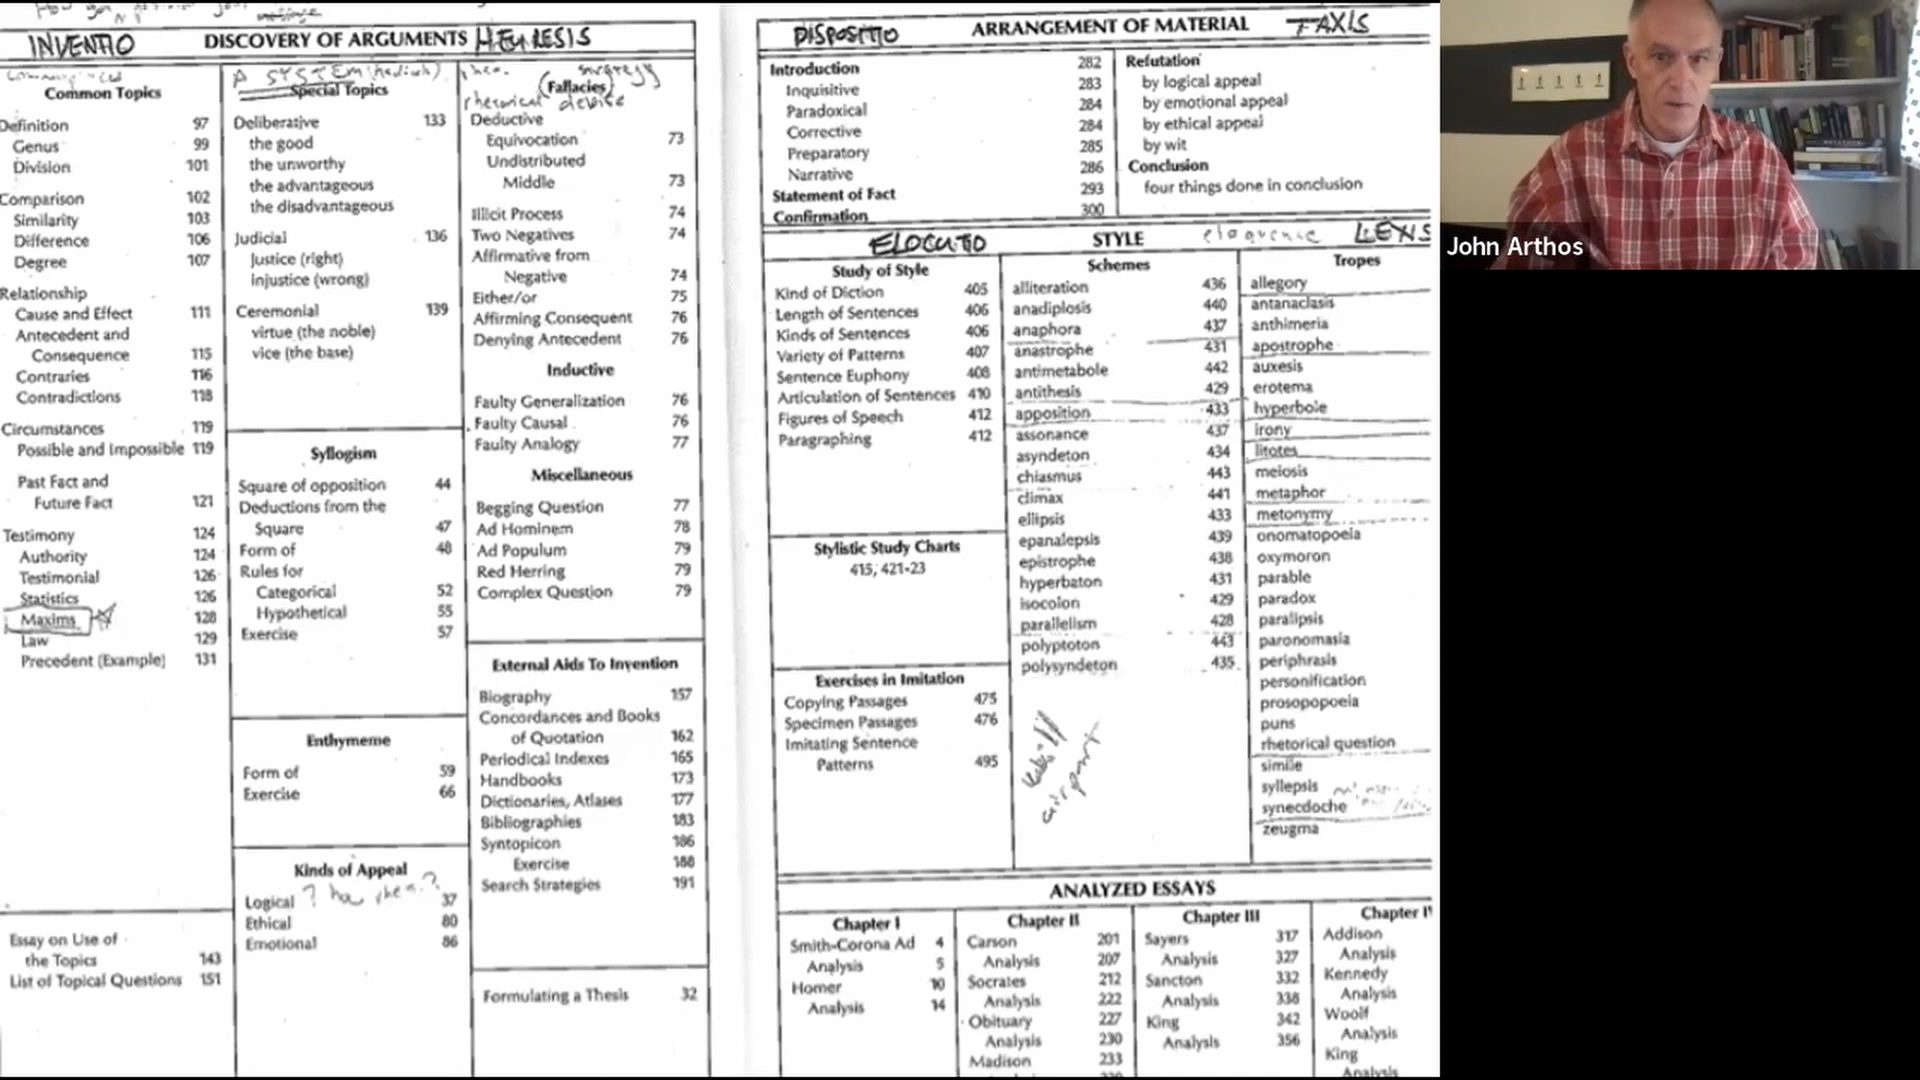 INVENTIO DISCOVERY OF ARGUMENTS HEURESIS
A SYSTEM
rhetorical device
Common Topics
Definition 97
Genus 99
Division 101
Comparison 102
Similarity 103
Difference 106
Degree 107
Relationship
Cause and Effect 111
Antecedent and
Consequence 115
Contraries 116
Contradictions 118
Circumstances 119
Possible and Impossible 119
Past Fact and
Future Fact 121
Testimony 124
Authority 124
Testimonial 126
Statistics 126
Maxims 128
Law 129
Precedent (Example) 131
Essay on Use of
the Topics 143
List of Topical Questions 151
Special Topics
Deliberative 133
the good
the unworthy
the advantageous
the disadvantageous
Judicial 136
Justice (right)
injustice (wrong)
Ceremonial 139
virtue (the noble)
vice (the base)
Syllogism
Square of opposition 44
Deductions from the
Square 47
Form of 48
Rules for
Categorical 52
Hypothetical 55
Exercise 57
Enthymeme
Form of 59
Exercise 66
Kinds of Appeal
Logical 37
Ethical 80
Emotional 86
(Fallacies)
Deductive
Equivocation 73
Undistributed
Middle 73
Illicit Process 74
Two Negatives 74
Affirmative from
Negative 74
Either/or 75
Affirming Consequent 76
Denying Antecedent 76
Inductive
Faulty Generalization 76
Faulty Causal 76
Faulty Analogy 77
Miscellaneous
Begging Question 77
Ad Hominem 78
Ad Populum 79
Red Herring 79
Complex Question 79
External Aids To Invention
Biography 157
Concordances and Books
of Quotation 162
Periodical Indexes 165
Handbooks 173
Dictionaries, Atlases 177
Bibliographies 183
Syntopicon 186
Exercise 188
Search Strategies 191
Formulating a Thesis 32
DISPOSITIO ARRANGEMENT OF MATERIAL TAXIS
Introduction 282
Inquisitive 283
Paradoxical 284
Corrective 284
Preparatory 285
Narrative 286
Statement of Fact 293
Confirmation 300
Refutation
by logical appeal
by emotional appeal
by ethical appeal
by wit
Conclusion
four things done in conclusion
ELOCUTIO STYLE eloquence LEXIS
Study of Style
Kind of Diction 405
Length of Sentences 406
Kinds of Sentences 406
Variety of Patterns 407
Sentence Euphony 408
Articulation of Sentences 410
Figures of Speech 412
Paragraphing 412
Stylistic Study Charts
415, 421-23
Exercises in Imitation
Copying Passages 475
Specimen Passages 476
Imitating Sentence
Patterns 495
Schemes
alliteration 436
anadiplosis 440
anaphora 437
anastrophe 431
antimetabole 442
antithesis 429
apposition 433
assonance 437
asyndeton 434
chiasmus 443
climax 441
ellipsis 433
epanalepsis 439
epistrophe 438
hyperbaton 431
isocolon 429
parallelism 428
polyptoton 443
polysyndeton 435
Tropes
allegory
antanaclasis
anthimeria
apostrophe
auxesis
erotema
hyperbole
irony
litotes
meiosis
metaphor
metonymy
onomatopoeia
oxymoron
parable
paradox
paralipsis
paronomasia
periphrasis
personification
prosopopoeia
puns
rhetorical question
simile
syllepsis
synecdoche
zeugma
ANALYZED ESSAYS
Chapter I
Smith-Corona Ad 4
Analysis 5
Homer 10
Analysis 14
Chapter II
Carson 201
Analysis 207
Socrates 212
Analysis 222
Obituary 227
Analysis 230
Madison 233
Chapter III
Sayers 317
Analysis 327
Sancton 332
Analysis 338
King 342
Analysis 356
Chapter IV
Addison
Analysis
Kennedy
Analysis
Woolf
Analysis
King
Analysis
John Arthos